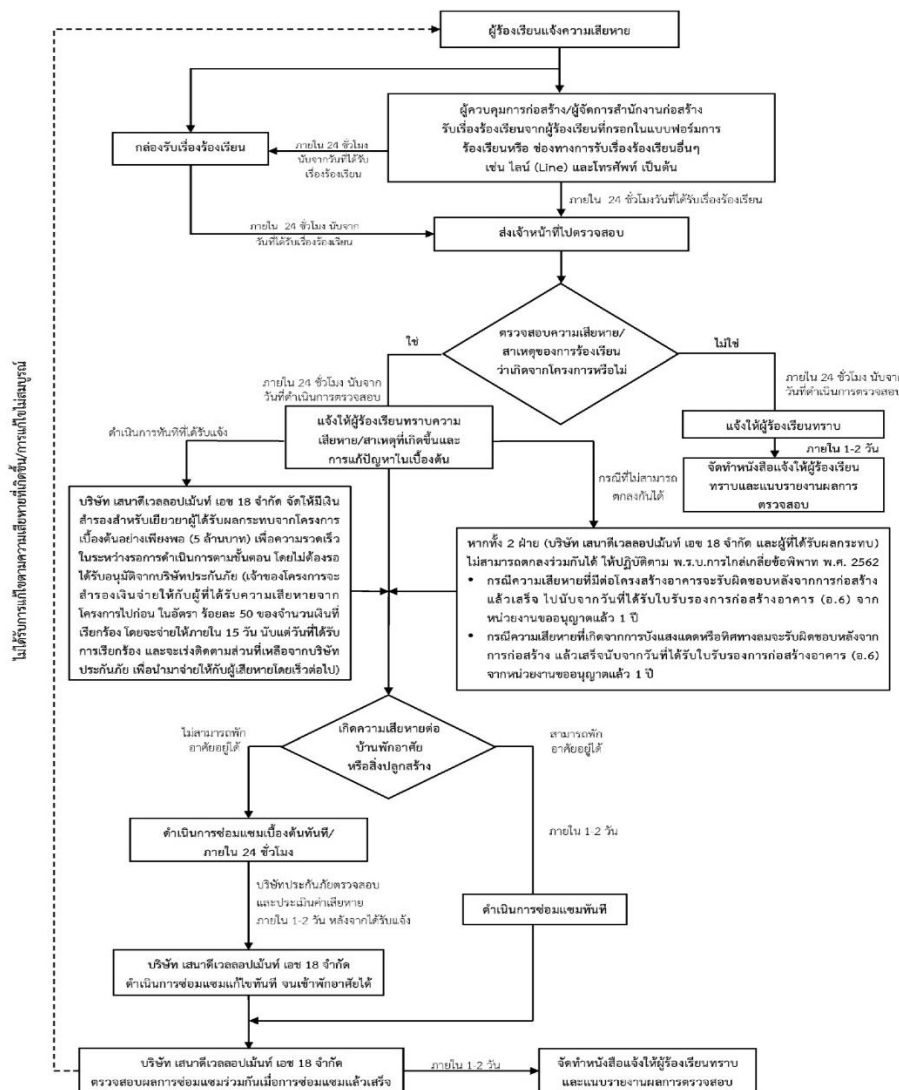 ผู้ร้องเรียนแจ้งความเสียหาย
ผู้ควบคุมการก่อสร้าง/ผู้จัดการสำนักงานก่อสร้าง
รับเรื่องร้องเรียนจากผู้ร้องเรียนที่กรอกในแบบฟอร์มการ
ร้องเรียนหรือ ช่องทางการรับเรื่องร้องเรียนอื่นๆ
เช่น ไลน์ (Line) และโทรศัพท์ เป็นต้น
กล่องรับเรื่องร้องเรียน
ภายใน 24 ชั่วโมง
นับจากวันที่ได้รับ
เรื่องร้องเรียน
ภายใน 24 ชั่วโมงวันที่ได้รับเรื่องร้องเรียน
ภายใน 24 ชั่วโมง นับจาก
วันที่ได้รับเรื่องร้องเรียน
ส่งเจ้าหน้าที่ไปตรวจสอบ
ตรวจสอบความเสียหาย/
สาเหตุของการร้องเรียน
ว่าเกิดจากโครงการหรือไม่
ใช่
ไม่ใช่
ภายใน 24 ชั่วโมง นับจาก
วันที่ดำเนินการตรวจสอบ
ภายใน 24 ชั่วโมง นับจาก
วันที่ดำเนินการตรวจสอบ
แจ้งให้ผู้ร้องเรียนทราบความ
เสียหาย/สาเหตุที่เกิดขึ้นและ
การแก้ปัญหาในเบื้องต้น
แจ้งให้ผู้ร้องเรียนทราบ
ภายใน 1-2 วัน
จัดทำหนังสือแจ้งให้ผู้ร้องเรียน
ทราบและแนบรายงานผลการ
ตรวจสอบ
ดำเนินการทันทีที่ได้รับแจ้ง
กรณีที่ไม่สามารถ
ตกลงกันได้
บริษัท เสนาดีเวลลอปเม้นท์ เอช 18 จำกัด จัดให้มีเงิน
สำรองสำหรับเยียวยาผู้ได้รับผลกระทบจากโครงการ
เบื้องต้นอย่างเพียงพอ (5 ล้านบาท) เพื่อความรวดเร็ว
ในระหว่างรอการดำเนินการตามขั้นตอน โดยไม่ต้องรอ
ได้รับอนุมัติจากบริษัทประกันภัย (เจ้าของโครงการจะ
สำรองเงินจ่ายให้กับผู้ที่ได้รับความเสียหายจาก
โครงการไปก่อน ในอัตรา ร้อยละ 50 ของจำนวนเงินที่
เรียกร้อง โดยจะจ่ายให้ภายใน 15 วัน นับแต่วันที่ได้รับ
การเรียกร้อง และจะเร่งติดตามส่วนที่เหลือจากบริษัท
ประกันภัย เพื่อนำมาจ่ายให้กับผู้เสียหายโดยเร็วต่อไป)
หากทั้ง 2 ฝ่าย (บริษัท เสนาดีเวลลอปเม้นท์ เอช 18 จำกัด และผู้ที่ได้รับผลกระทบ)
ไม่สามารถตกลงร่วมกันได้ ให้ปฏิบัติตาม พ.ร.บ.การไกล่เกลี่ยข้อพิพาท พ.ศ. 2562
• กรณีความเสียหายที่มีต่อโครงสร้างอาคารจะรับผิดชอบหลังจากการก่อสร้าง
แล้วเสร็จ ไปนับจากวันที่ได้รับใบรับรองการก่อสร้างอาคาร (อ.6) จาก
หน่วยงานขออนุญาตแล้ว 1 ปี
• กรณีความเสียหายที่เกิดจากการบังแสงแดดหรือทิศทางลมจะรับผิดชอบหลังจาก
การก่อสร้าง แล้วเสร็จนับจากวันที่ได้รับใบรับรองการก่อสร้างอาคาร (อ.6)
จากหน่วยงานขออนุญาตแล้ว 1 ปี
เกิดความเสียหายต่อ
บ้านพักอาศัย
หรือสิ่งปลูกสร้าง
ไม่สามารถพัก
อาศัยอยู่ได้
สามารถพัก
อาศัยอยู่ได้
ดำเนินการซ่อมแซมเบื้องต้นทันที/
ภายใน 24 ชั่วโมง
ภายใน 1-2 วัน
บริษัทประกันภัยตรวจสอบ
และประเมินค่าเสียหาย
ภายใน 1-2 วัน หลังจากได้รับแจ้ง
ดำเนินการซ่อมแซมทันที
บริษัท เสนาดีเวลลอปเม้นท์ เอช 18 จำกัด
ดำเนินการซ่อมแซมแก้ไขทันที จนเข้าพักอาศัยได้
บริษัท เสนาดีเวลลอปเม้นท์ เอช 18 จำกัด
ตรวจสอบผลการซ่อมแซมร่วมกันเมื่อการซ่อมแซมแล้วเสร็จ
ภายใน 1-2 วัน
จัดทำหนังสือแจ้งให้ผู้ร้องเรียนทราบ
และแนบรายงานผลการตรวจสอบ
ไม่ได้รับการแก้ไขตามความเสียหายที่เกิดขึ้น/การแก้ไขไม่สมบูรณ์